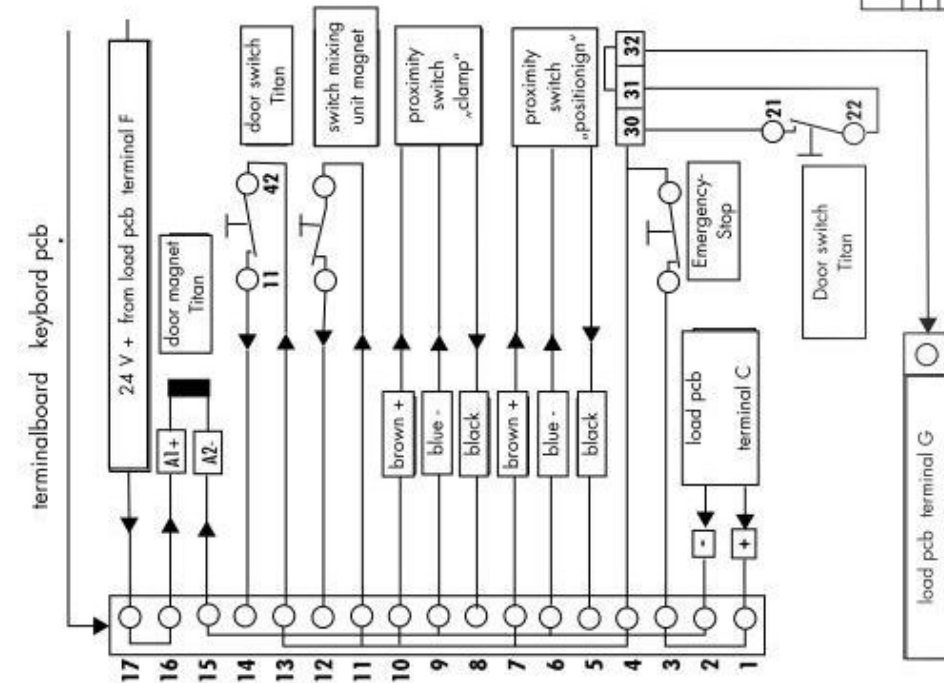 terminalboard keybord pcb
24 V + from load pcb terminal F
door magnet
Titan
A1+
A2-
door switch
Titan
42
11
switch mixing
unit magnet
proximity
switch
„clamp"
brown +
blue -
black
proximity
switch
„positionign"
brown +
blue -
black
30 31 32
21
22
Emergency-
Stop
Door switch
Titan
load pcb
terminal C
-
+
load pcb terminal G
17
16
15
14
13
12
11
10
9
8
7
6
5
4
3
2
1